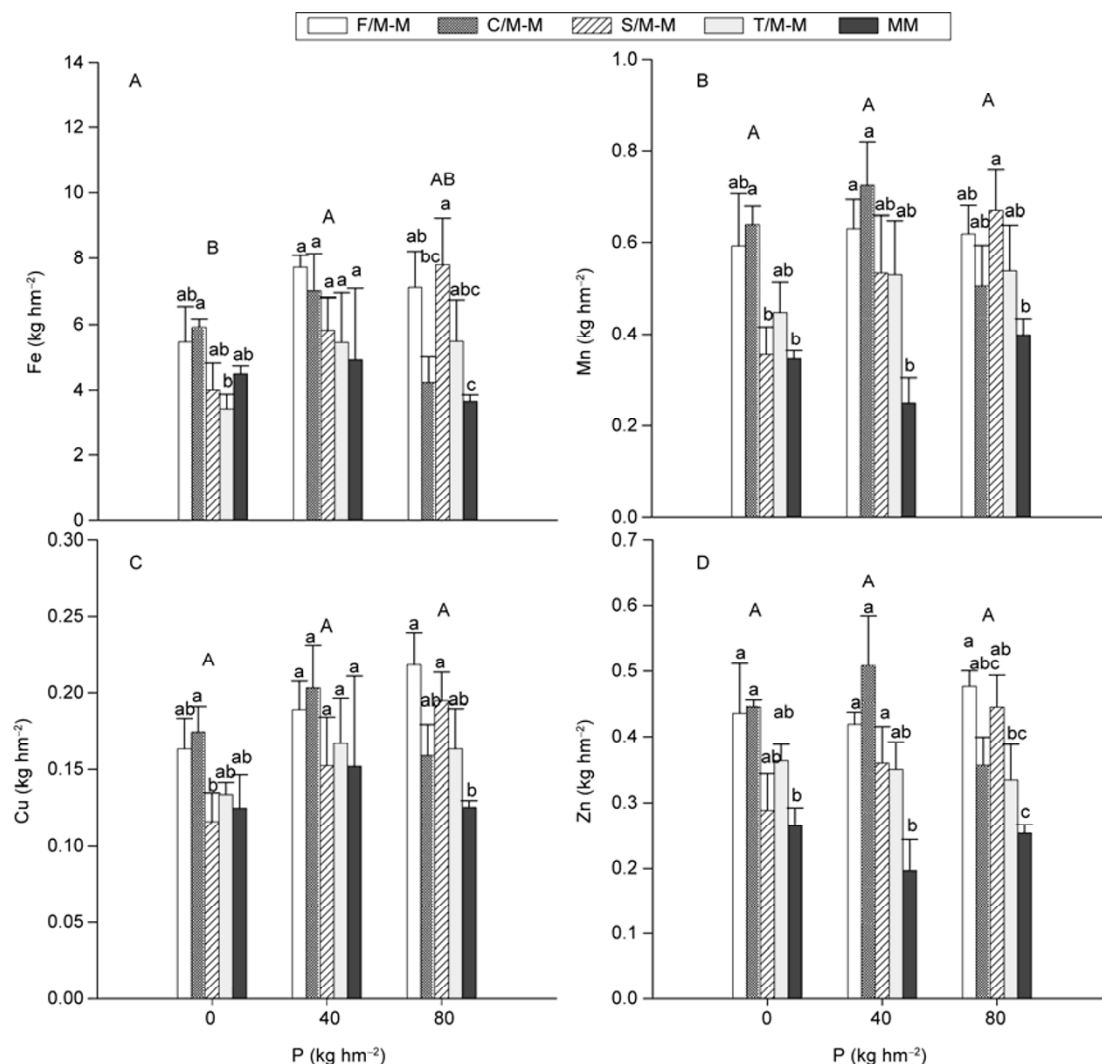 F/M-M C/M-M S/M-M T/M-M MM
A
Fe (kg hm⁻²)
14
12
10
8
6
4
2
0
B
A
AB
ab a ab b ab
a a a a a
ab bc a abc c
B
Mn (kg hm⁻²)
1.0
0.8
0.6
0.4
0.2
0.0
A
A
A
ab a b ab b
a a ab ab b
ab ab a ab b
C
Cu (kg hm⁻²)
0.30
0.25
0.20
0.15
0.10
0.05
0.00
A
A
A
ab a b ab ab
a a a a a
a ab a ab b
0 40 80
P (kg hm⁻²)
D
Zn (kg hm⁻²)
0.7
0.6
0.5
0.4
0.3
0.2
0.1
0.0
A
A
A
a a ab ab b
a a a ab b
a abc ab bc c
0 40 80
P (kg hm⁻²)